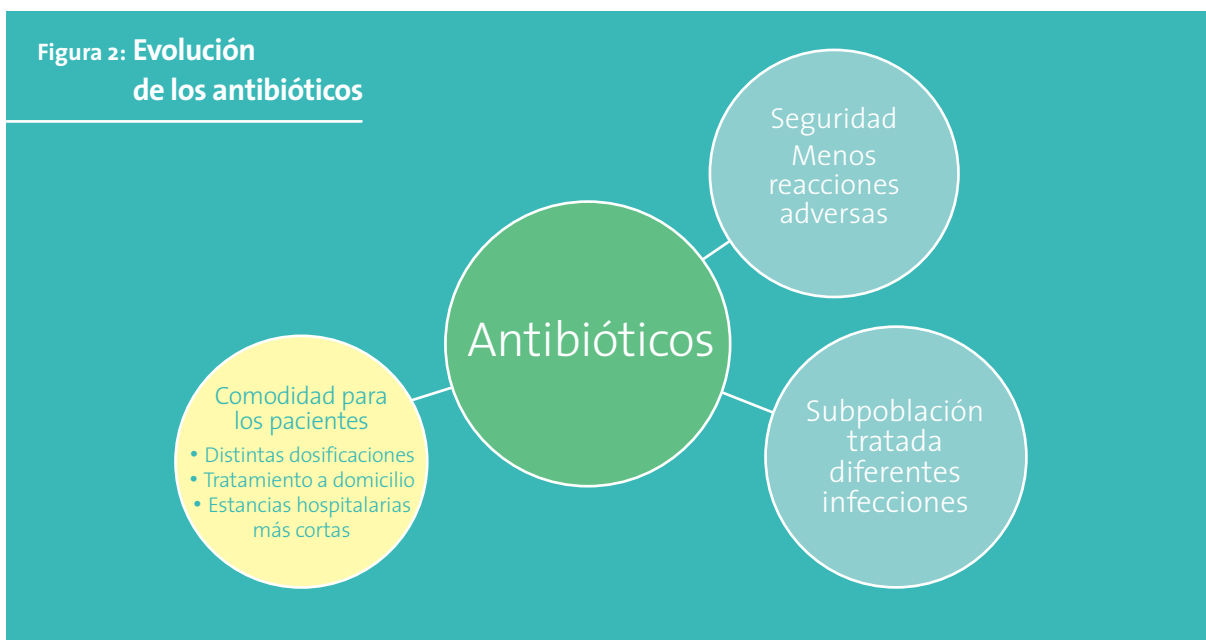 Figura 2: Evolución
de los antibióticos
Seguridad
Menos
reacciones
adversas
Antibióticos
Comodidad para
los pacientes
• Distintas dosificaciones
• Tratamiento a domicilio
• Estancias hospitalarias
más cortas
Subpoblación
tratada
diferentes
infecciones